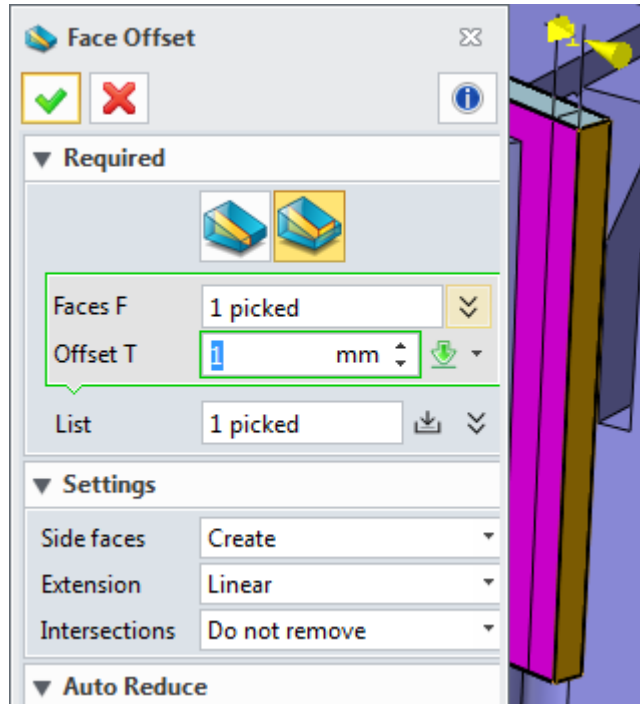 Face Offset
Required
Faces F 1 picked
Offset T 1 mm
List 1 picked
Settings
Side faces Create
Extension Linear
Intersections Do not remove
Auto Reduce